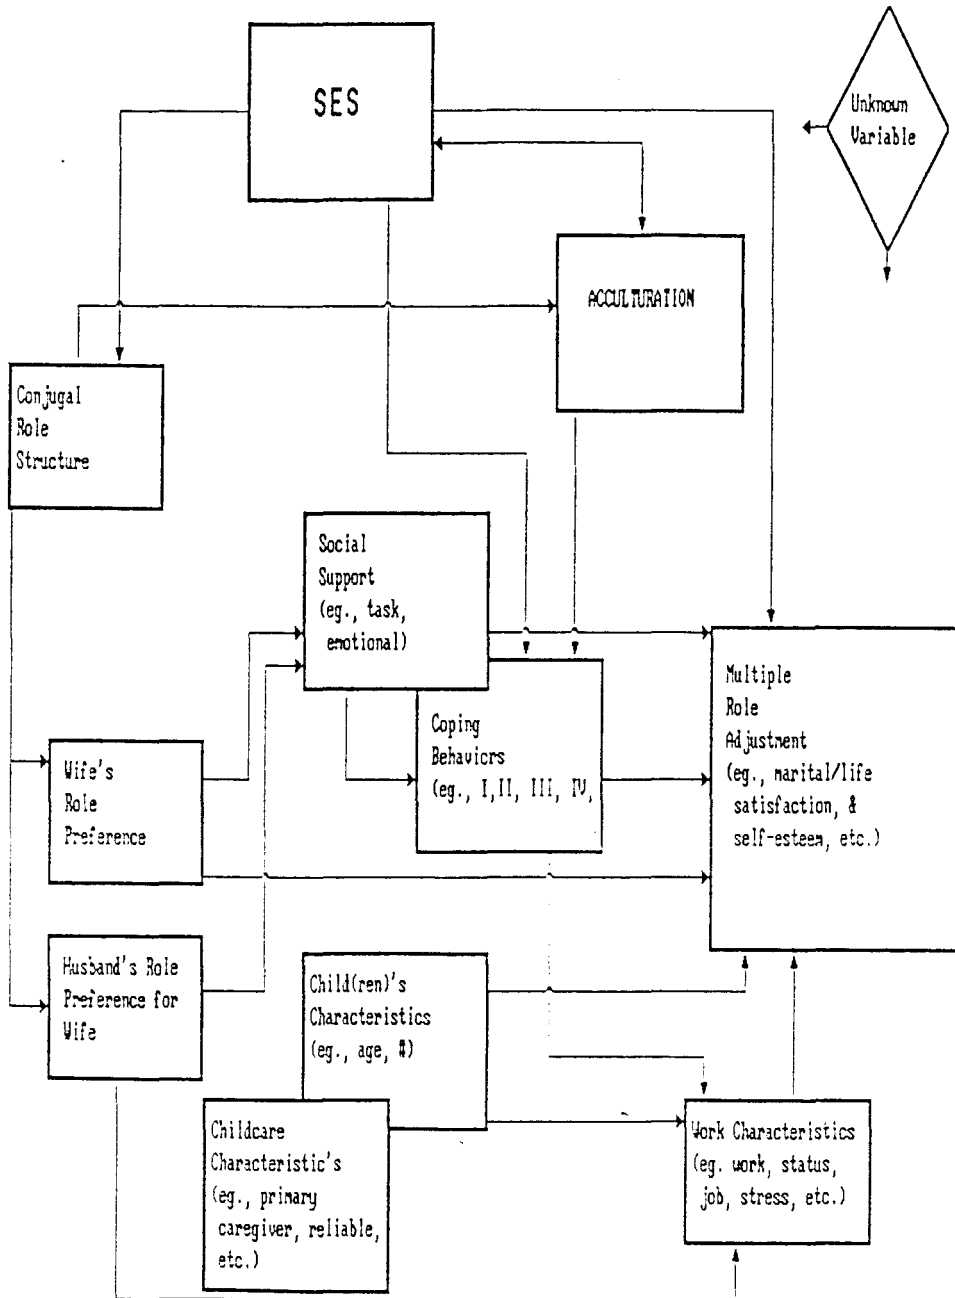 SES
Unknown
Variable
ACCULTURATION
Conjugal
Role
Structure
Social
Support
(eg., task,
emotional)
Coping
Behaviors
(eg., I,II, III, IV,
Multiple
Role
Adjustment
(eg., marital/life
satisfaction, &
self-esteem, etc.)
Wife's
Role
Preference
Husband's Role
Preference for
Wife
Child(ren)'s
Characteristics
(eg., age, #)
Childcare
Characteristic's
(eg., primary
caregiver, reliable,
etc.)
Work Characteristics
(eg. work, status,
job, stress, etc.)